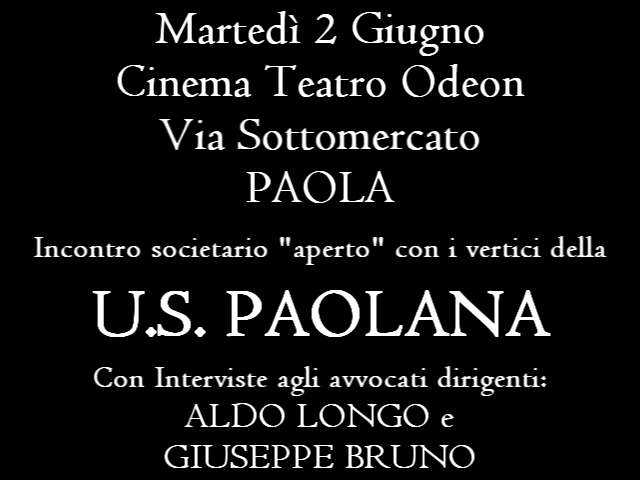 Martedì 2 Giugno
Cinema Teatro Odeon
Via Sottomercato
PAOLA
Incontro societario "aperto" con i vertici della
U.S. PAOLANA
Con Interviste agli avvocati dirigenti:
ALDO LONGO e
GIUSEPPE BRUNO